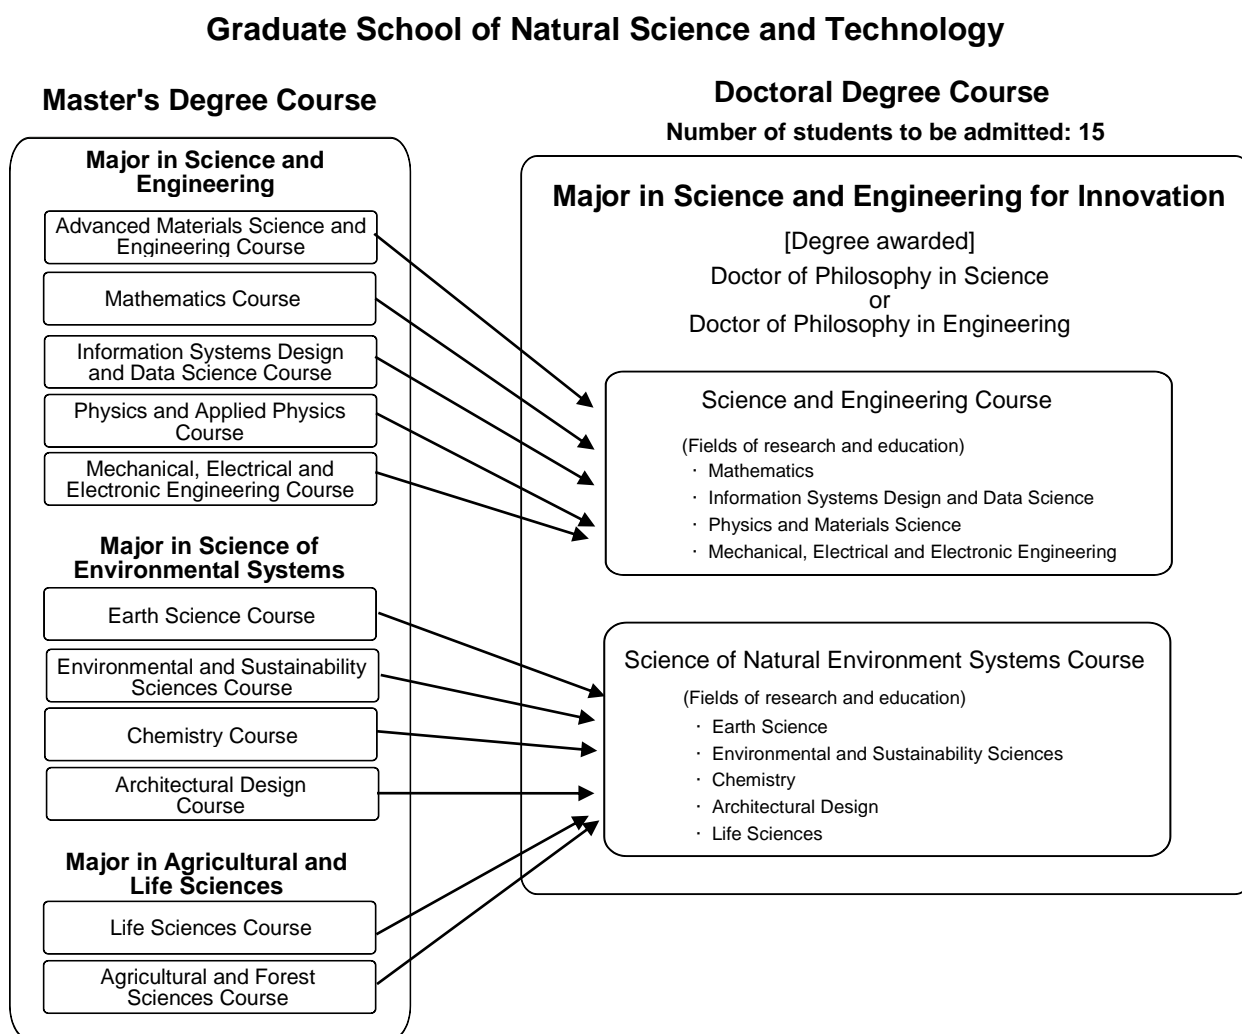 Graduate School of Natural Science and Technology
Master's Degree Course
Major in Science and
Engineering
Advanced Materials Science and
Engineering Course
Mathematics Course
Information Systems Design
and Data Science Course
Physics and Applied Physics
Course
Mechanical, Electrical and
Electronic Engineering Course
Major in Science of
Environmental Systems
Earth Science Course
Environmental and Sustainability
Sciences Course
Chemistry Course
Architectural Design
Course
Major in Agricultural and
Life Sciences
Life Sciences Course
Agricultural and Forest
Sciences Course
Doctoral Degree Course
Number of students to be admitted: 15
Major in Science and Engineering for Innovation
[Degree awarded]
Doctor of Philosophy in Science
or
Doctor of Philosophy in Engineering
Science and Engineering Course
(Fields of research and education)
・ Mathematics
・ Information Systems Design and Data Science
・ Physics and Materials Science
・ Mechanical, Electrical and Electronic Engineering
Science of Natural Environment Systems Course
(Fields of research and education)
・ Earth Science
・ Environmental and Sustainability Sciences
・ Chemistry
・ Architectural Design
・ Life Sciences